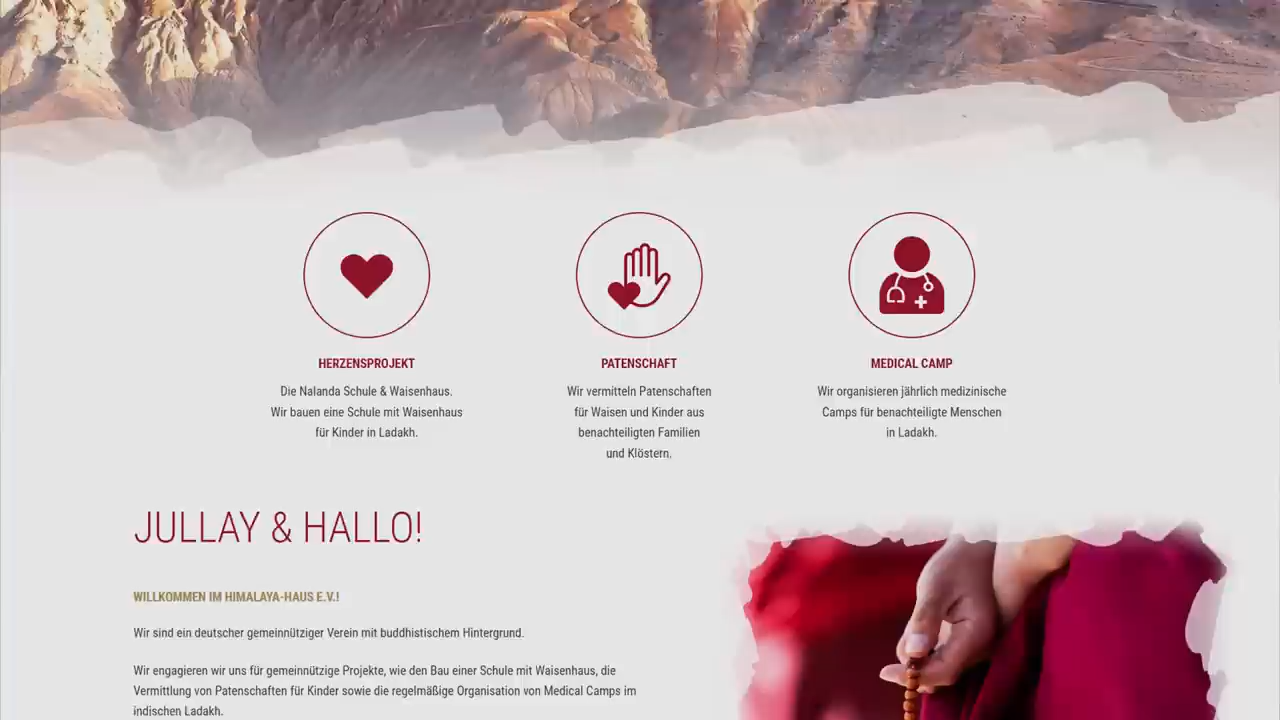 HERZENSPROJEKT
Die Nalanda Schule & Waisenhaus.
Wir bauen eine Schule mit Waisenhaus
für Kinder in Ladakh.
PATENSCHAFT
Wir vermitteln Patenschaften
für Waisen und Kinder aus
benachteiligten Familien
und Klöstern.
MEDICAL CAMP
Wir organisieren jährlich medizinische
Camps für benachteiligte Menschen
in Ladakh.
JULLAY & HALLO!
WILLKOMMEN IM HIMALAYA-HAUS E.V.!
Wir sind ein deutscher gemeinnütziger Verein mit buddhistischem Hintergrund.
Wir engagieren wir uns für gemeinnützige Projekte, wie den Bau einer Schule mit Waisenhaus, die
Vermittlung von Patenschaften für Kinder sowie die regelmäßige Organisation von Medical Camps im
indischen Ladakh.